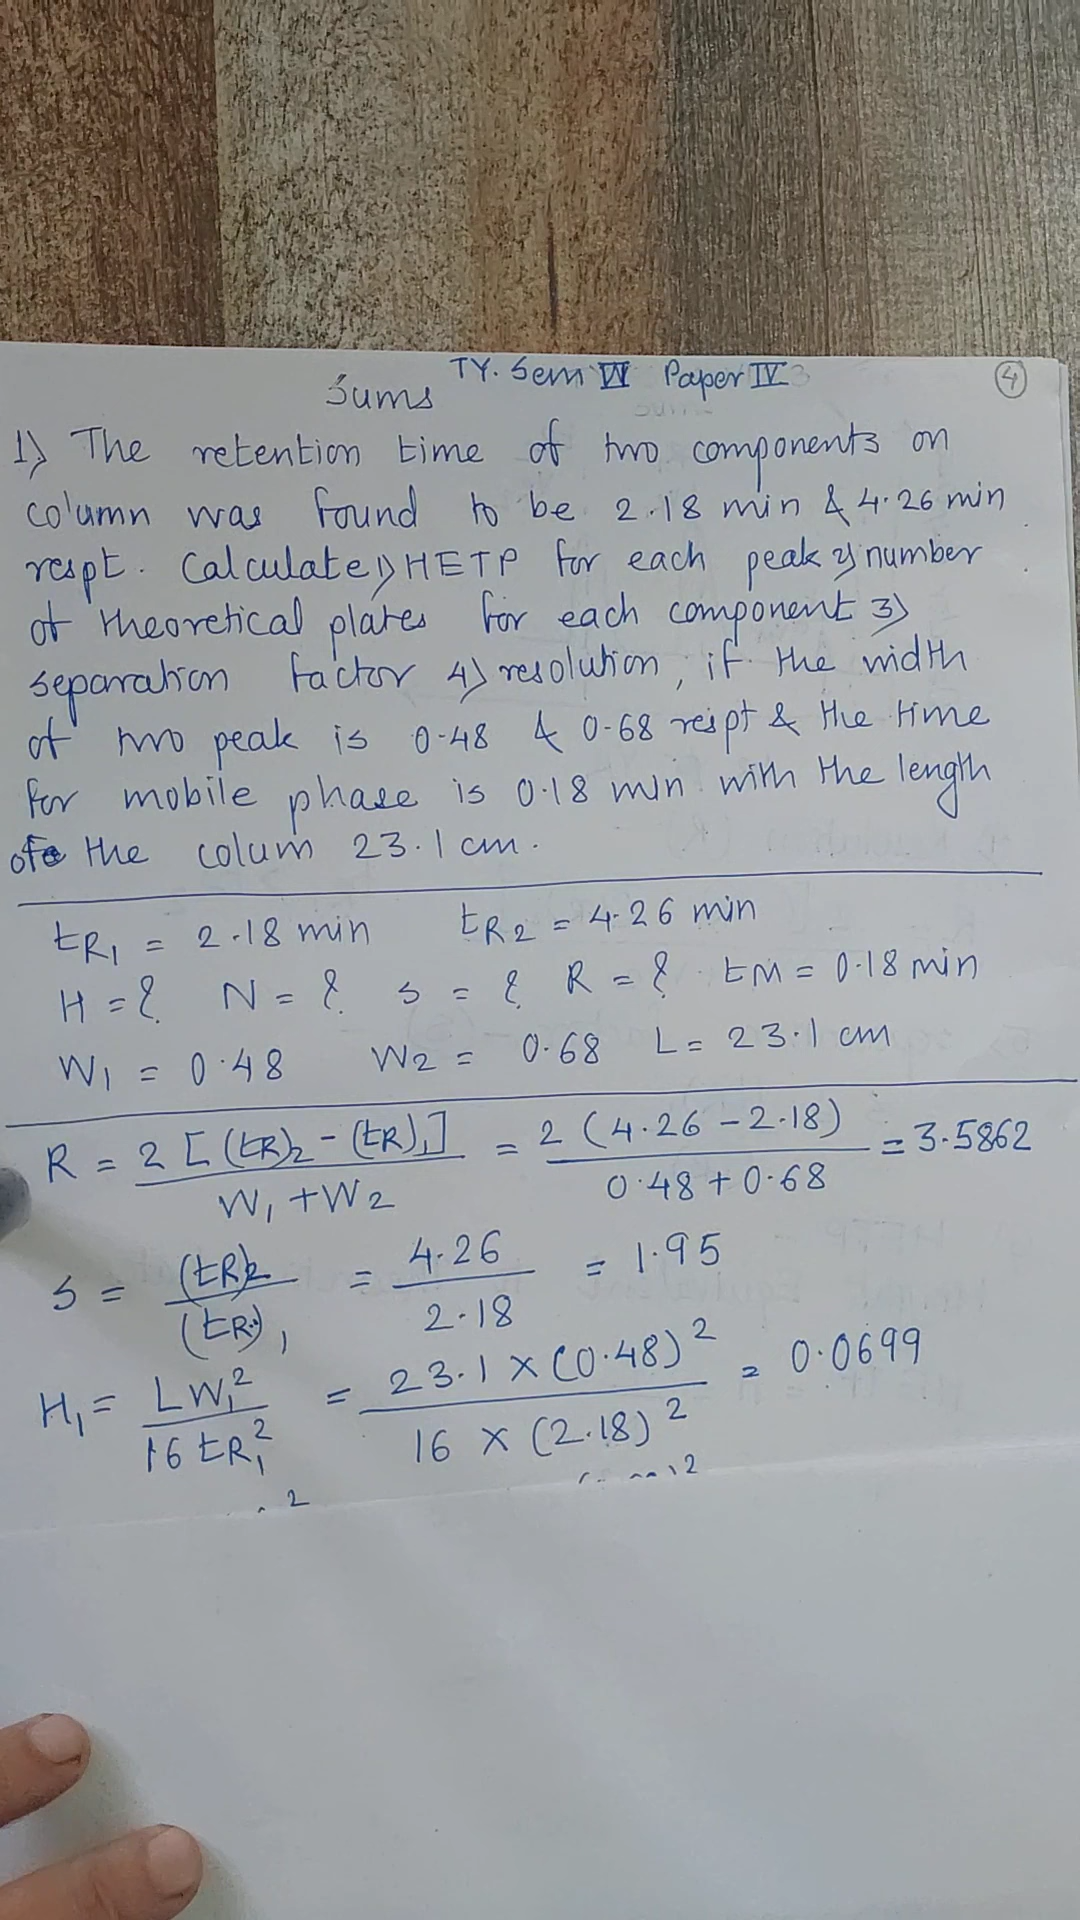 TY. Sem VI Paper IV
4
Sums
1) The retention time of two components on
column was found to be 2.18 min & 4.26 min
respt. Calculate 1) HETP for each peak 2) number
of theoretical plates for each component 3)
separation factor 4) resolution, if the width
of two peak is 0.48 & 0.68 respt & the time
for mobile phase is 0.18 min with the length
of the colum 23.1 cm.
tR1 = 2.18 min tR2 = 4.26 min
H = ? N = ? S = ? R = ? tM = 0.18 min
W1 = 0.48 W2 = 0.68 L = 23.1 cm
R = 2 [(tR)2 - (tR)1] / W1 + W2 = 2 (4.26 - 2.18) / 0.48 + 0.68 = 3.5862
S = (tR)2 / (tR)1 = 4.26 / 2.18 = 1.95
H1 = LW1² / 16 tR1² = 23.1 x (0.48)² / 16 x (2.18)² = 0.0699